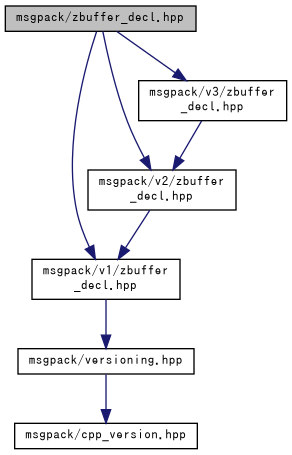 msgpack/zbuffer_decl.hpp
msgpack/v3/zbuffer
_decl.hpp
msgpack/v2/zbuffer
_decl.hpp
msgpack/v1/zbuffer
_decl.hpp
msgpack/versioning.hpp
msgpack/cpp_version.hpp